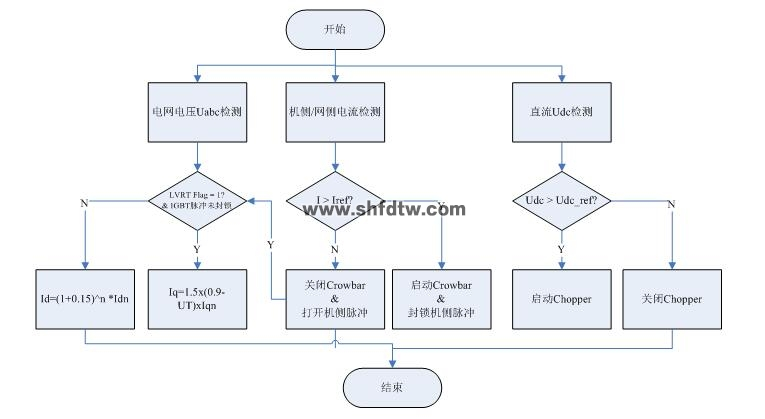 开始
电网电压Uabc检测
机侧/网侧电流检测
直流Udc检测
LVRT Flag = 1?
& IGBT脉冲未封锁
I > Iref?
Udc > Udc_ref?
www.shfdtw.com
N
Y
Y
N
Y
Y
N
Id=(1+0.15)^n *Idn
Iq=1.5x(0.9-
UT)xIqn
关闭Crowbar
&
打开机侧脉冲
启动Crowbar
&
封锁机侧脉冲
启动Chopper
关闭Chopper
结束